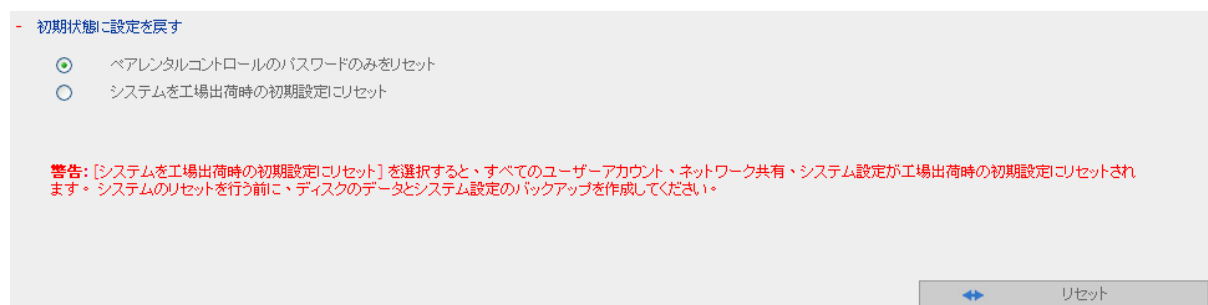 - 初期状態に設定を戻す
ペアレンタルコントロールのパスワードのみをリセット
システムを工場出荷時の初期設定にリセット
警告: [システムを工場出荷時の初期設定にリセット] を選択すると、すべてのユーザーアカウント、ネットワーク共有、システム設定が工場出荷時の初期設定にリセットされ
ます。 システムのリセットを行う前に、ディスクのデータとシステム設定のバックアップを作成してください。
リセット